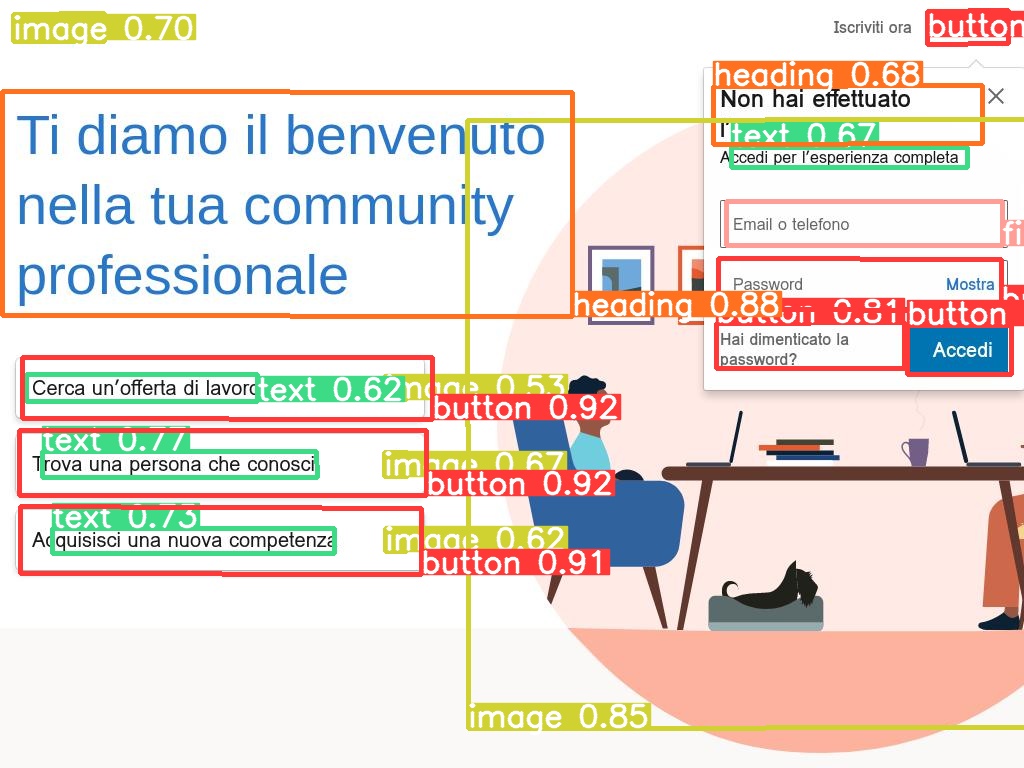 image 0.70
Iscriviti ora
button
heading 0.68
Non hai effettuato
l'
text 0.67
Accedi per l'esperienza completa
Ti diamo il benvenuto
nella tua community
professionale
heading 0.88
Email o telefono
fi
Password
Mostra
button 0.81
button
Hai dimenticato la
password?
Accedi
Cerca un'offerta di lavoro
text 0.62
image 0.53
button 0.92
text 0.77
Trova una persona che conosci
image 0.67
button 0.92
text 0.73
Acquisisci una nuova competenza
image 0.62
button 0.91
image 0.85